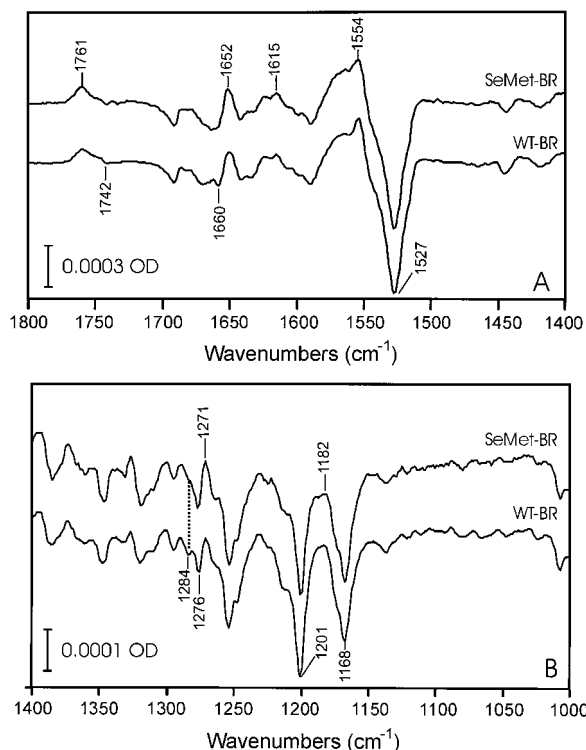 1761
1652
1615
1554
SeMet-BR
WT-BR
1742
1660
1527
0.0003 OD
A
1800 1750 1700 1650 1600 1550 1500 1450 1400
Wavenumbers (cm⁻¹)
1271
1182
SeMet-BR
WT-BR
1284
1276
1201
1168
0.0001 OD
B
1400 1350 1300 1250 1200 1150 1100 1050 1000
Wavenumbers (cm⁻¹)